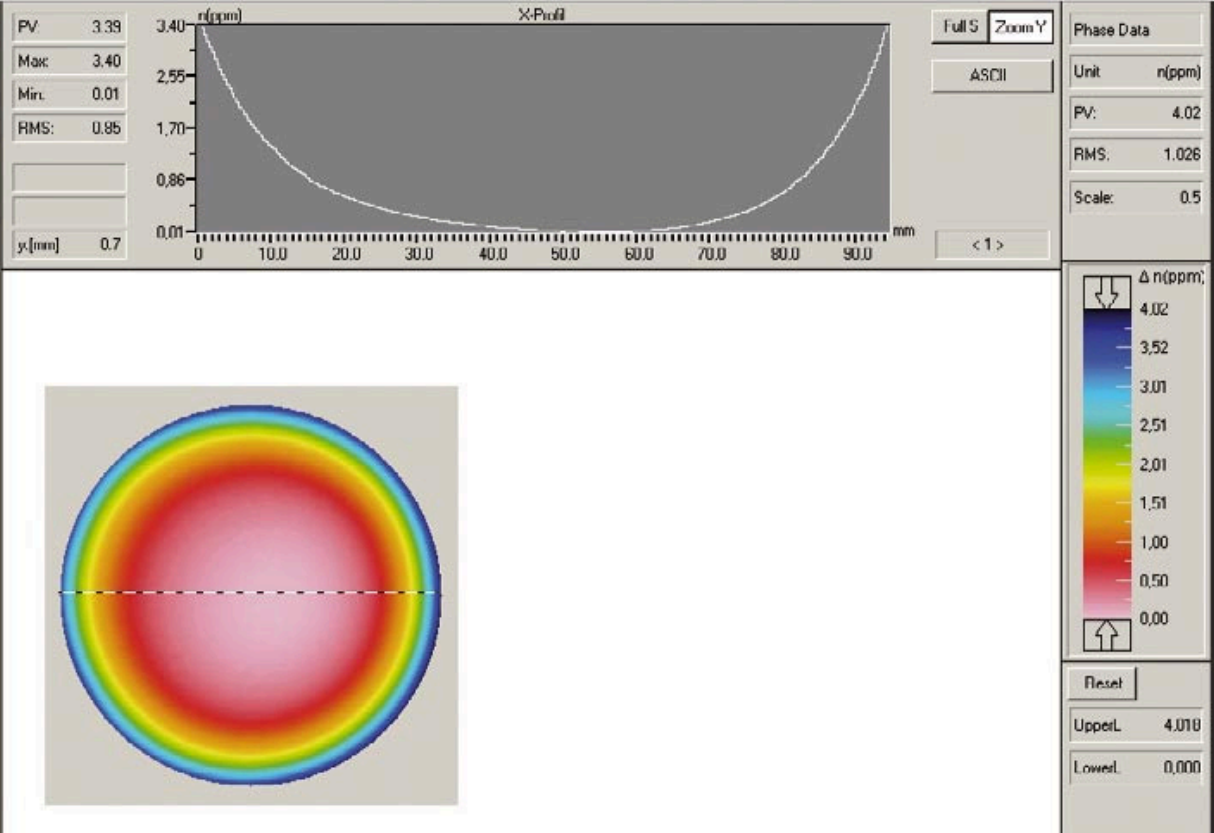 PV: 3.39
Max: 3.40
Min.: 0.01
RMS: 0.85
y:[mm] 0.7
n(ppm)
X-Profil
3.40
2,55
1,70
0,86
0,01
0 10.0 20.0 30.0 40.0 50.0 60.0 70.0 80.0 90.0
mm
Full S Zoom Y
ASCII
< 1 >
Phase Data
Unit n(ppm)
PV: 4.02
RMS: 1.026
Scale: 0.5
Δ n(ppm)
4.02
3,52
3.01
2,51
2,01
1,51
1,00
0,50
0,00
Reset
UpperL 4.018
LowerL 0,000